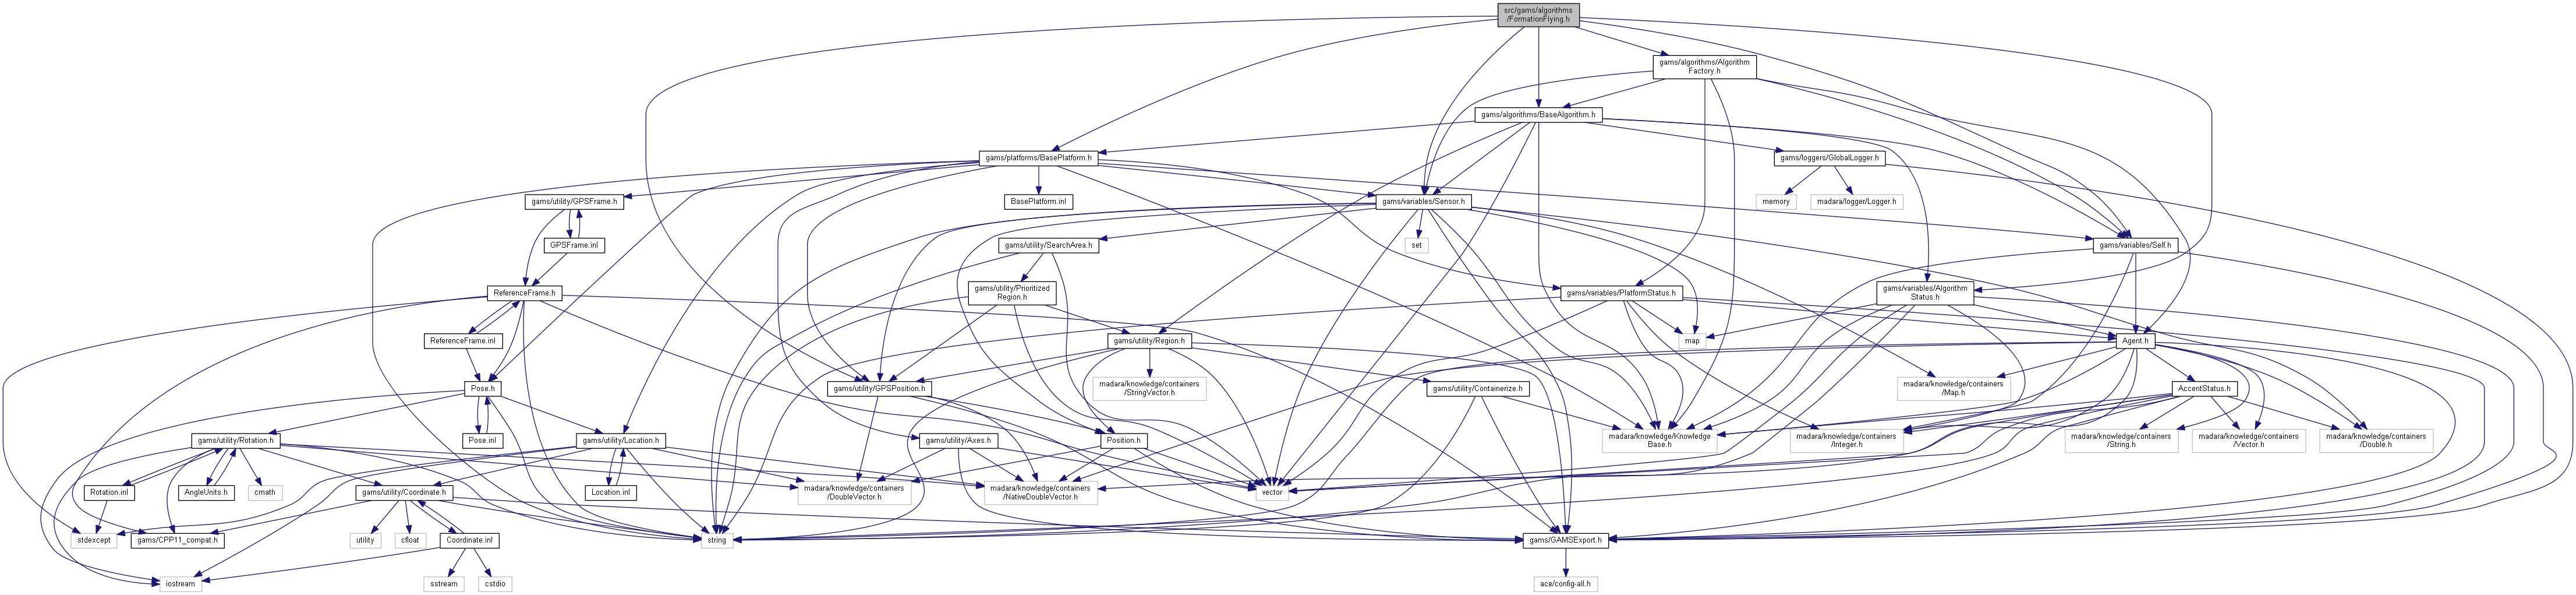 src/gams/algorithms
/FormationFlying.h
gams/algorithms/Algorithm
Factory.h
gams/algorithms/BaseAlgorithm.h
gams/platforms/BasePlatform.h
gams/loggers/GlobalLogger.h
gams/utility/GPSFrame.h
BasePlatform.inl
gams/variables/Sensor.h
memory
madara/logger/Logger.h
GPSFrame.inl
gams/utility/SearchArea.h
set
gams/variables/Self.h
ReferenceFrame.h
gams/utility/Prioritized
Region.h
gams/variables/PlatformStatus.h
gams/variables/Algorithm
Status.h
ReferenceFrame.inl
gams/utility/Region.h
map
Agent.h
Pose.h
gams/utility/GPSPosition.h
madara/knowledge/containers
/StringVector.h
gams/utility/Containerize.h
madara/knowledge/containers
/Map.h
AccentStatus.h
gams/utility/Rotation.h
Pose.inl
gams/utility/Location.h
gams/utility/Axes.h
Position.h
madara/knowledge/Knowledge
Base.h
madara/knowledge/containers
/Integer.h
madara/knowledge/containers
/String.h
madara/knowledge/containers
/Vector.h
madara/knowledge/containers
/Double.h
Rotation.inl
AngleUnits.h
cmath
gams/utility/Coordinate.h
Location.inl
madara/knowledge/containers
/DoubleVector.h
madara/knowledge/containers
/NativeDoubleVector.h
vector
stdexcept
gams/CPP11_compat.h
utility
cfloat
Coordinate.inl
string
gams/GAMSExport.h
iostream
sstream
cstdio
ace/config-all.h